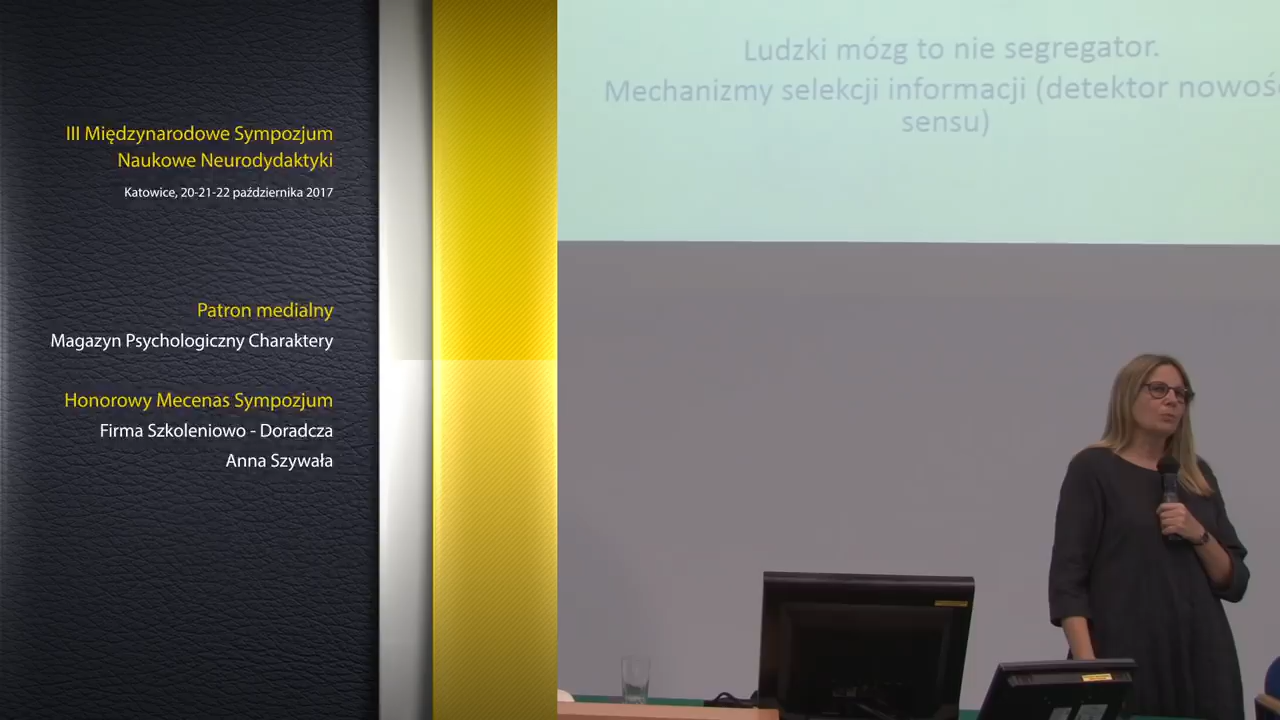 III Międzynarodowe Sympozjum
Naukowe Neurodydaktyki
Katowice, 20-21-22 października 2017
Patron medialny
Magazyn Psychologiczny Charaktery
Honorowy Mecenas Sympozjum
Firma Szkoleniowo - Doradcza
Anna Szywała
Ludzki mózg to nie segregator.
Mechanizmy selekcji informacji (detektor
sensu)